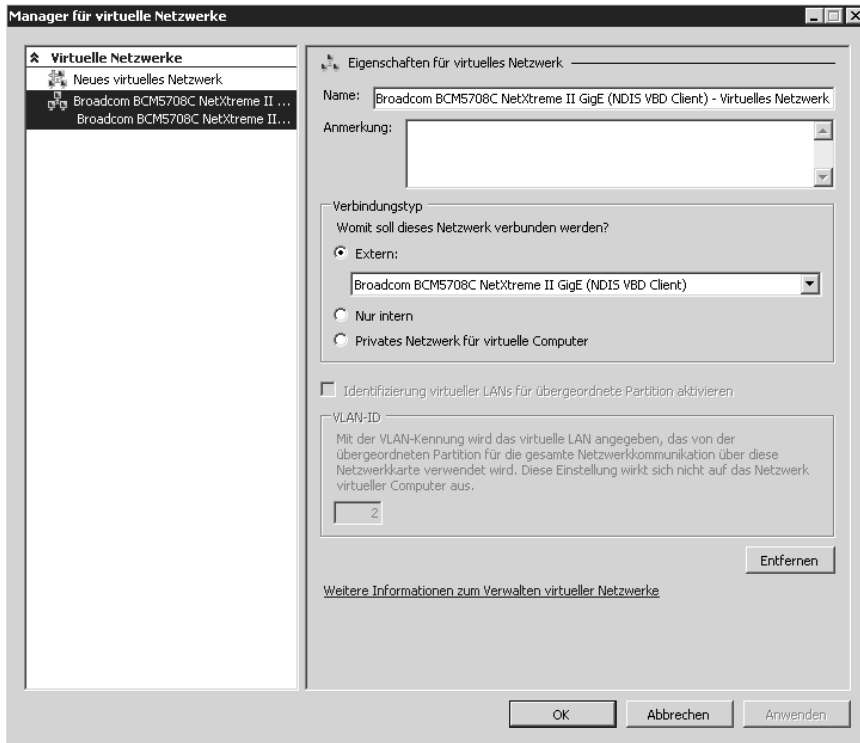 Manager für virtuelle Netzwerke
Virtuelle Netzwerke
Neues virtuelles Netzwerk
Broadcom BCM5708C NetXtreme II ...
Broadcom BCM5708C NetXtreme II...
Eigenschaften für virtuelles Netzwerk
Name: Broadcom BCM5708C NetXtreme II GigE (NDIS VBD Client) - Virtuelles Netzwerk
Anmerkung:
Verbindungstyp
Womit soll dieses Netzwerk verbunden werden?
Extern:
Broadcom BCM5708C NetXtreme II GigE (NDIS VBD Client)
Nur intern
Privates Netzwerk für virtuelle Computer
Identifizierung virtueller LANs für übergeordnete Partition aktivieren
VLAN-ID
Mit der VLAN-Kennung wird das virtuelle LAN angegeben, das von der
übergeordneten Partition für die gesamte Netzwerkkommunikation über diese
Netzwerkkarte verwendet wird. Diese Einstellung wirkt sich nicht auf das Netzwerk
virtueller Computer aus.
2
Entfernen
Weitere Informationen zum Verwalten virtueller Netzwerke
OK Abbrechen Anwenden